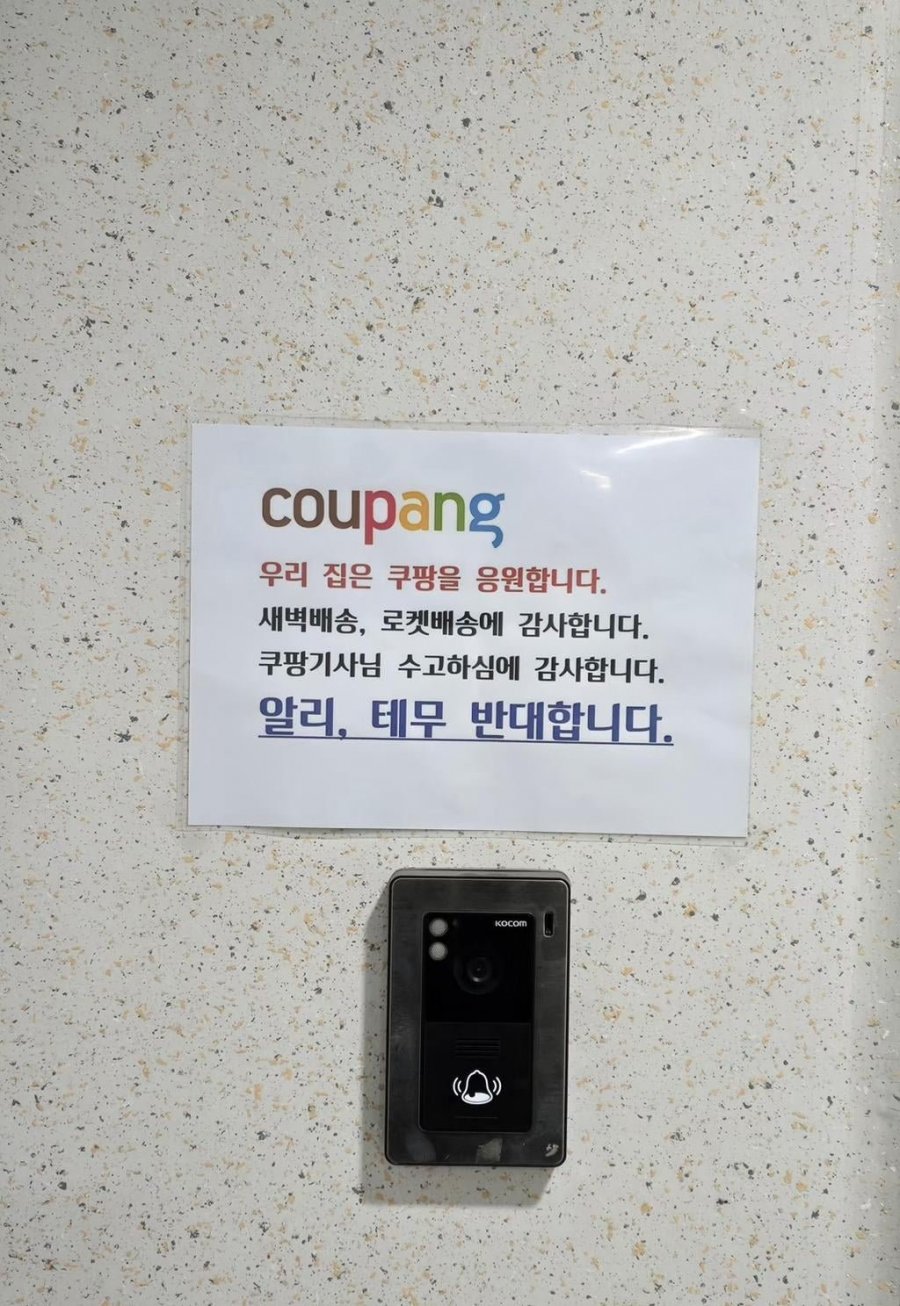 coupang
우리 집은 쿠팡을 응원합니다.
새벽배송, 로켓배송에 감사합니다.
쿠팡기사님 수고하심에 감사합니다.
알리, 테무 반대합니다.
KOCOM